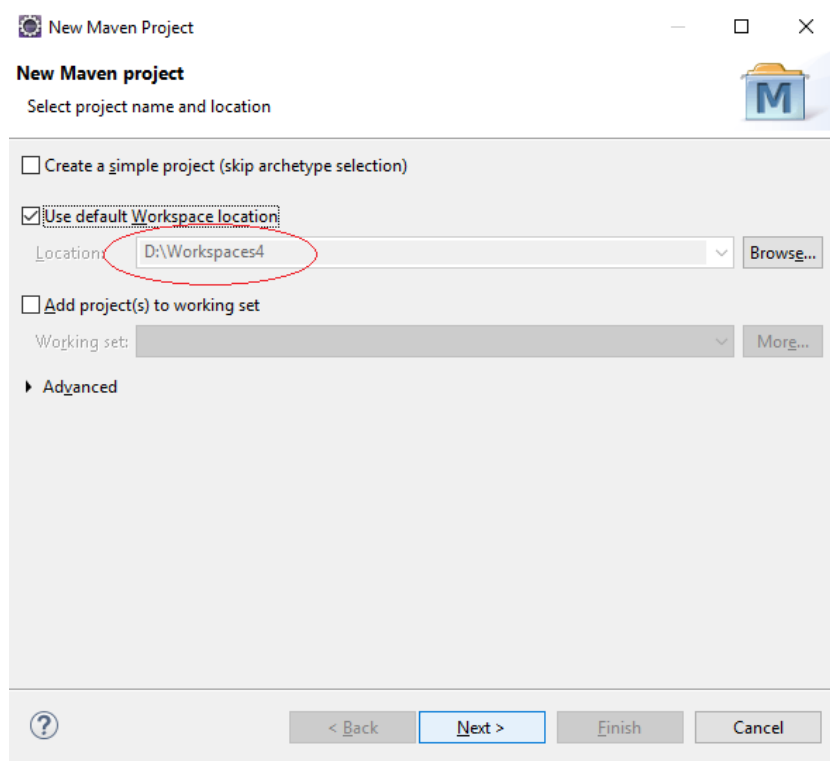 New Maven Project
New Maven project
Select project name and location
M
Create a simple project (skip archetype selection)
Use default Workspace location
Location: D:\Workspaces4 Browse...
Add project(s) to working set
Working set: More...
Advanced
? < Back Next > Finish Cancel